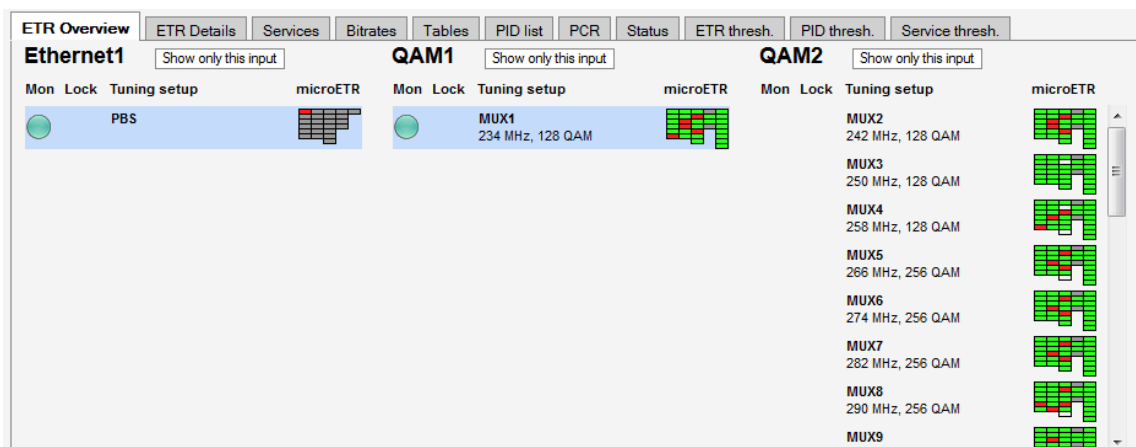 ETR Overview ETR Details Services Bitrates Tables PID list PCR Status ETR thresh. PID thresh. Service thresh.
Ethernet1 Show only this input QAM1 Show only this input QAM2 Show only this input
Mon Lock Tuning setup microETR Mon Lock Tuning setup microETR Mon Lock Tuning setup microETR
PBS MUX1 MUX2
234 MHz, 128 QAM 242 MHz, 128 QAM
MUX3
250 MHz, 128 QAM
MUX4
258 MHz, 128 QAM
MUX5
266 MHz, 256 QAM
MUX6
274 MHz, 256 QAM
MUX7
282 MHz, 256 QAM
MUX8
290 MHz, 256 QAM
MUX9